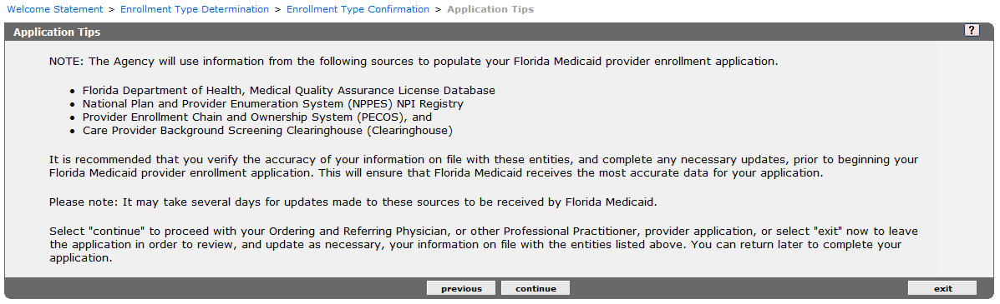 Welcome Statement > Enrollment Type Determination > Enrollment Type Confirmation > Application Tips
Application Tips ?
NOTE: The Agency will use information from the following sources to populate your Florida Medicaid provider enrollment application.
• Florida Department of Health, Medical Quality Assurance License Database
• National Plan and Provider Enumeration System (NPPES) NPI Registry
• Provider Enrollment Chain and Ownership System (PECOS), and
• Care Provider Background Screening Clearinghouse (Clearinghouse)
It is recommended that you verify the accuracy of your information on file with these entities, and complete any necessary updates, prior to beginning your
Florida Medicaid provider enrollment application. This will ensure that Florida Medicaid receives the most accurate data for your application.
Please note: It may take several days for updates made to these sources to be received by Florida Medicaid.
Select "continue" to proceed with your Ordering and Referring Physician, or other Professional Practitioner, provider application, or select "exit" now to leave
the application in order to review, and update as necessary, your information on file with the entities listed above. You can return later to complete your
application.
previous continue exit